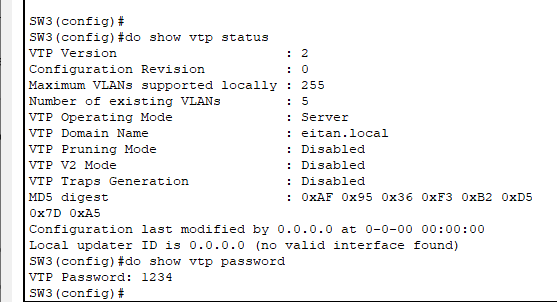 SW3(config)#
SW3(config)#do show vtp status
VTP Version                     : 2
Configuration Revision          : 0
Maximum VLANs supported locally : 255
Number of existing VLANs        : 5
VTP Operating Mode              : Server
VTP Domain Name                 : eitan.local
VTP Pruning Mode                : Disabled
VTP V2 Mode                     : Disabled
VTP Traps Generation            : Disabled
MD5 digest                      : 0xAF 0x95 0x36 0xF3 0xB2 0xD5
0x7D 0xA5
Configuration last modified by 0.0.0.0 at 0-0-00 00:00:00
Local updater ID is 0.0.0.0 (no valid interface found)
SW3(config)#do show vtp password
VTP Password: 1234
SW3(config)#